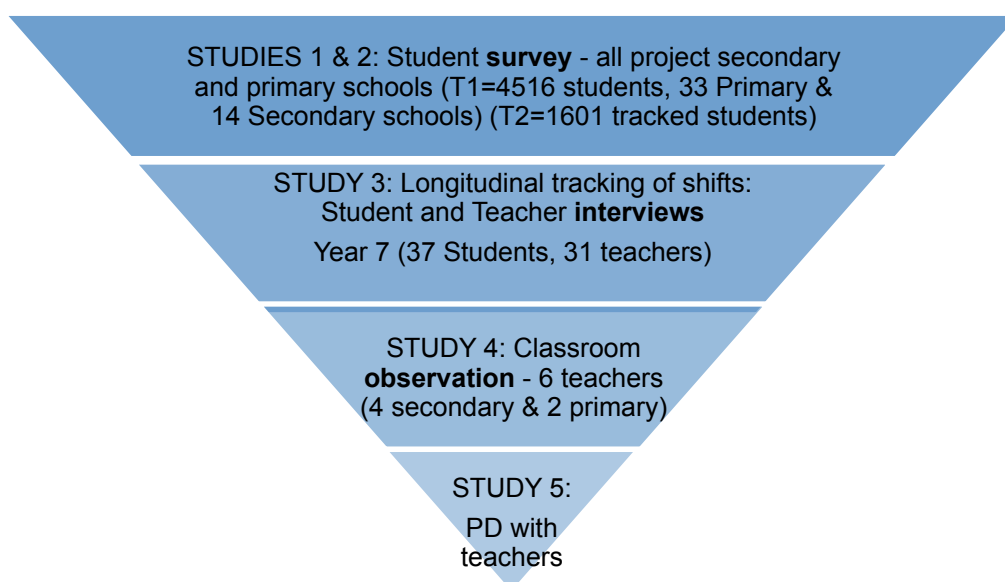 STUDIES 1 & 2: Student survey - all project secondary
and primary schools (T1=4516 students, 33 Primary &
14 Secondary schools) (T2=1601 tracked students)
STUDY 3: Longitudinal tracking of shifts:
Student and Teacher interviews
Year 7 (37 Students, 31 teachers)
STUDY 4: Classroom
observation - 6 teachers
(4 secondary & 2 primary)
STUDY 5:
PD with
teachers